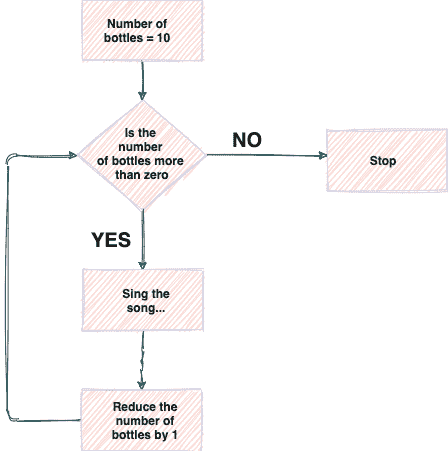 Number of
bottles = 10
Is the
number
of bottles more
than zero
NO
Stop
YES
Sing the
song...
Reduce the
number of
bottles by 1